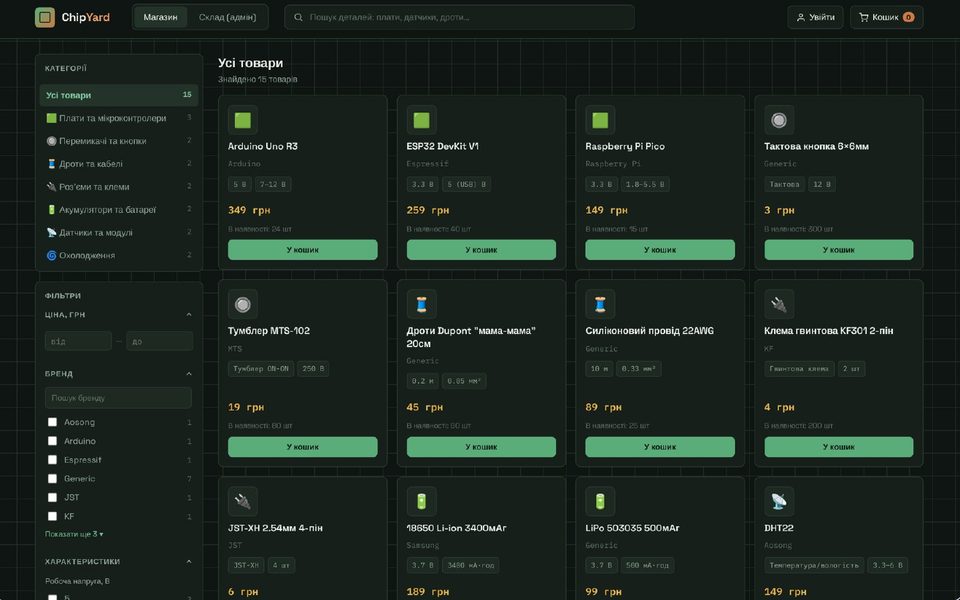 ChipYard
Магазин
Склад (адмін)
Пошук деталей: плати, датчики, дроти...
Увійти
Кошик 0
КАТЕГОРІЇ
Усі товари 15
Плати та мікроконтролери 3
Перемикачі та кнопки 2
Дроти та кабелі 2
Роз'єми та клеми 2
Акумулятори та батареї 2
Датчики та модулі 2
Охолодження 2
ФІЛЬТРИ
ЦІНА, ГРН
від — до
БРЕНД
Пошук бренду
Aosong 1
Arduino 1
Espressif 1
Generic 7
JST 1
KF 1
Показати ще 3 ▾
ХАРАКТЕРИСТИКИ
Робоча напруга, В
5
Усі товари
Знайдено 15 товарів
Arduino Uno R3
Arduino
5 В 7-12 В
349 грн
В наявності: 24 шт
У кошик
ESP32 DevKit V1
Espressif
3.3 В 5 (USB) В
259 грн
В наявності: 40 шт
У кошик
Raspberry Pi Pico
Raspberry Pi
3.3 В 1.8-5.5 В
149 грн
В наявності: 15 шт
У кошик
Тактова кнопка 6×6мм
Generic
Тактова 12 В
3 грн
В наявності: 300 шт
У кошик
Тумблер MTS-102
MTS
Тумблер ON-ON 250 В
19 грн
В наявності: 80 шт
У кошик
Дроти Dupont "мама-мама"
20см
Generic
0.2 м 0.05 мм²
45 грн
В наявності: 60 шт
У кошик
Силіконовий провід 22AWG
Generic
10 м 0.33 мм²
89 грн
В наявності: 25 шт
У кошик
Клема гвинтова KF301 2-пін
KF
Гвинтова клема 2 шт
4 грн
В наявності: 200 шт
У кошик
JST-XH 2.54мм 4-пін
JST
JST-XH 4 шт
6 грн
18650 Li-ion 3400мАг
Samsung
3.7 В 3400 мА·год
189 грн
LiPo 503035 500мАг
Generic
3.7 В 500 мА·год
99 грн
DHT22
Aosong
Температура/вологість 3.3-6 В
149 грн